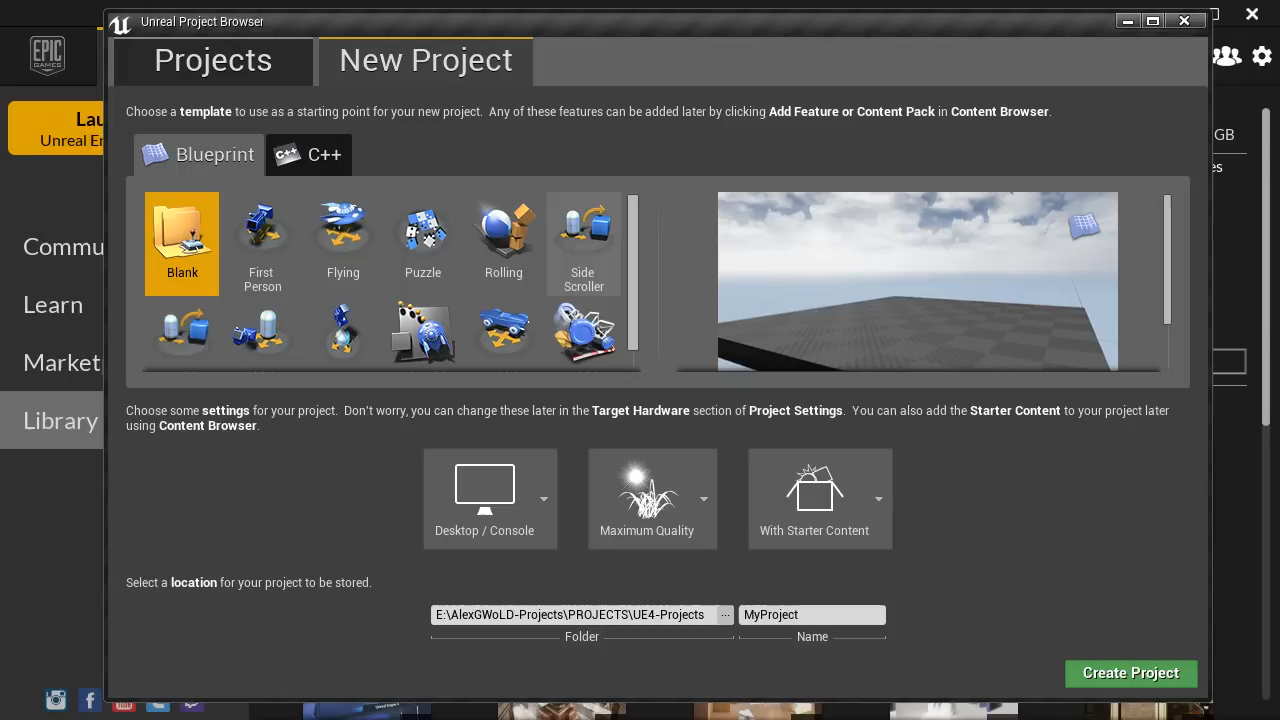 Unreal Project Browser
Projects
New Project
EPIC
GAMES
Choose a template to use as a starting point for your new project. Any of these features can be added later by clicking Add Feature or Content Pack in Content Browser.
Lau
Unreal En
GB
es
Blueprint
C++
C++
Blank
First
Person
Flying
Puzzle
Rolling
Side
Scroller
Commu
Learn
Market
Library
Choose some settings for your project. Don't worry, you can change these later in the Target Hardware section of Project Settings. You can also add the Starter Content to your project later
using Content Browser.
Desktop / Console
Maximum Quality
With Starter Content
Select a location for your project to be stored.
E:\AlexGWoLD-Projects\PROJECTS\UE4-Projects
...
MyProject
Folder
Name
Create Project